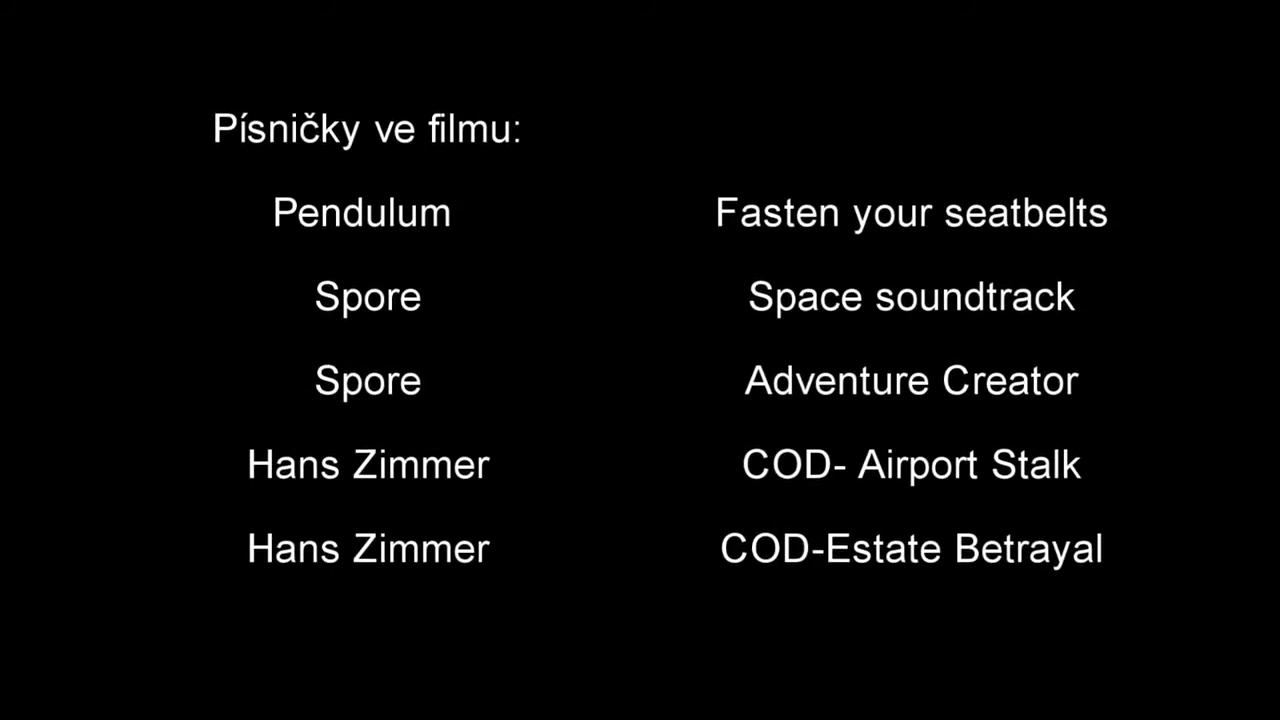 Písničky ve filmu:
Pendulum Fasten your seatbelts
Spore Space soundtrack
Spore Adventure Creator
Hans Zimmer COD- Airport Stalk
Hans Zimmer COD-Estate Betrayal